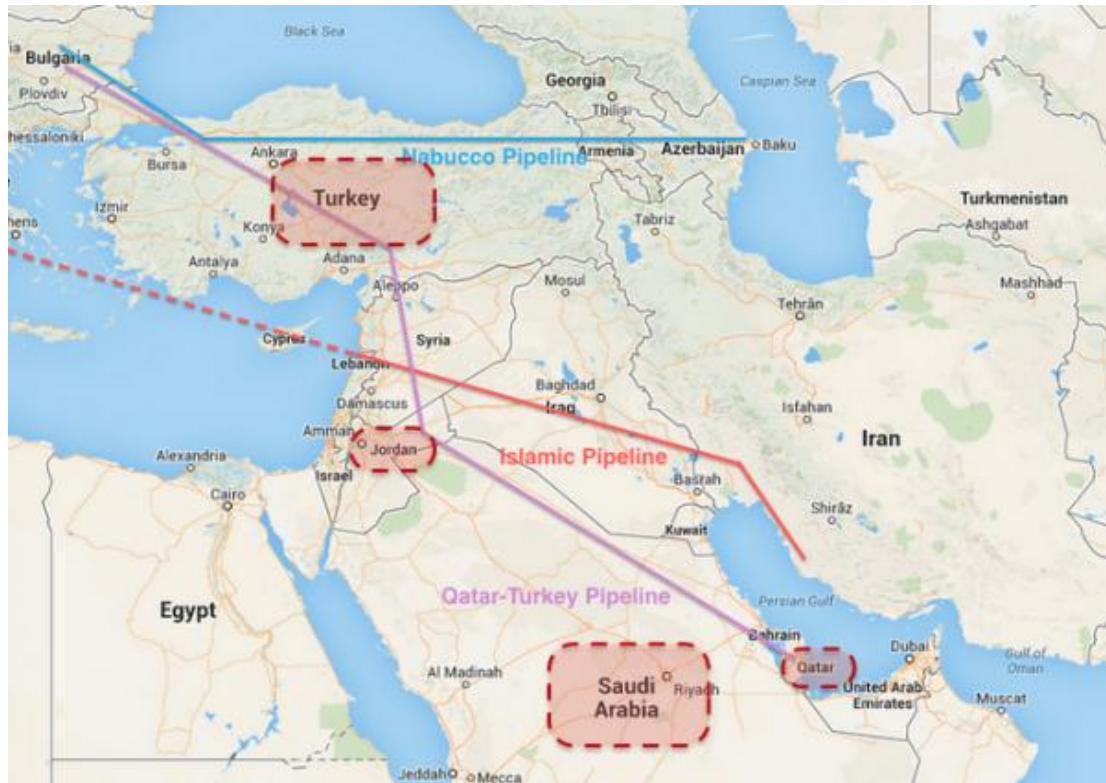 Black Sea
Caspian Sea
Bulgaria
Plovdiv
Georgia
Tbilisi
hessaloniki
Bursa
Ankara
Nabucco Pipeline
Armenia
Azerbaijan
Baku
Turkmenistan
Ashgabat
Turkey
Izmir
hens
Konya
Tabriz
Antalya
Adana
Aleppo
Mosul
Tehrān
Mashhad
Cyprus
Syria
Lebanon
Damascus
Baghdad
Iraq
Isfahan
Iran
Amman
Jordan
Israel
Alexandria
Cairo
Islamic Pipeline
Basrah
Shirāz
Kuwait
Egypt
Qatar-Turkey Pipeline
Persian Gulf
Bahrain
Qatar
Dubai
Gulf of
Oman
United Arab
Emirates
Muscat
Al Madinah
Saudi
Arabia
Riyadh
Jeddah
Mecca